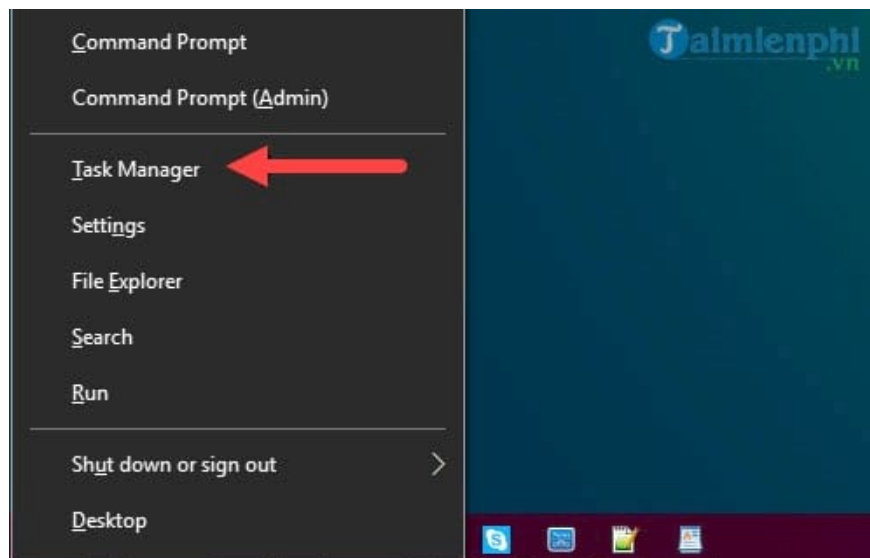 Command Prompt
Command Prompt (Admin)
Task Manager
Settings
File Explorer
Search
Run
Shut down or sign out
Desktop
Taimienphi
.vn